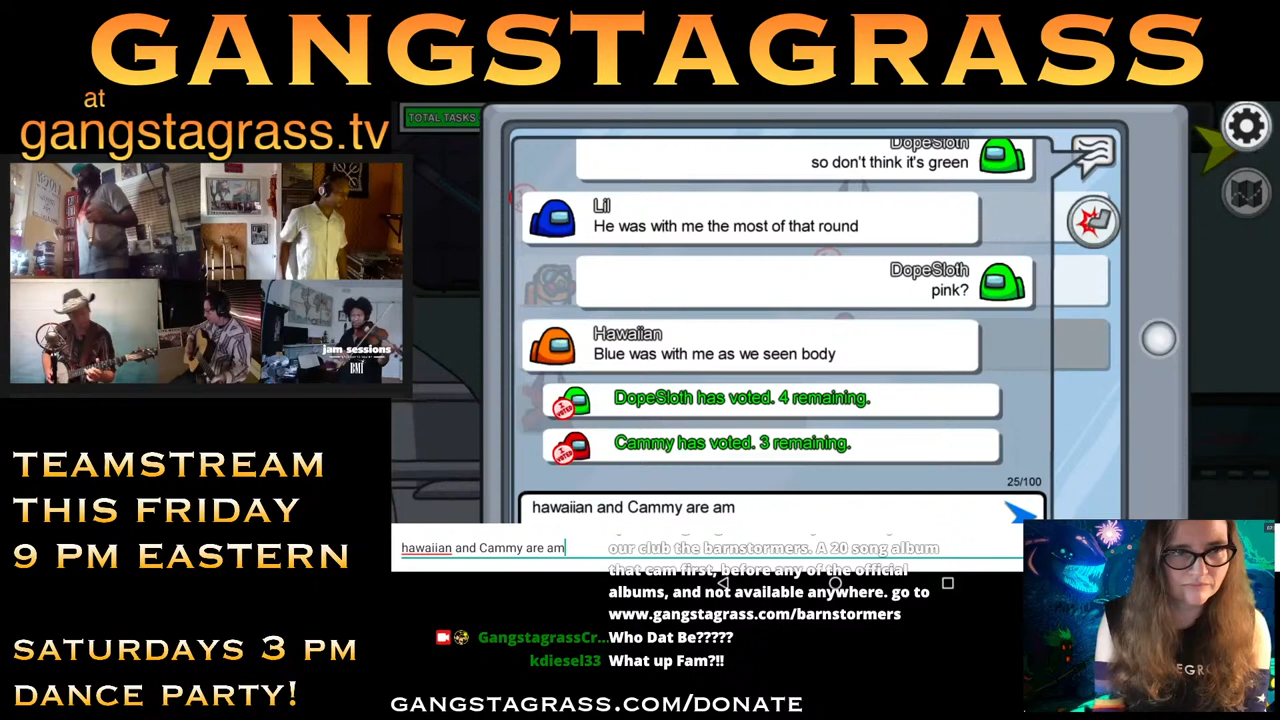 GANGSTAGRASS
at
gangstagrass.tv
jam sessions
BMI
TEAMSTREAM
THIS FRIDAY
9 PM EASTERN
SATURDAYS 3 PM
DANCE PARTY!
TOTAL TASKS
DopeSloth
so don't think it's green
Lil
He was with me the most of that round
DopeSloth
pink?
Hawaiian
Blue was with me as we seen body
I VOTED
DopeSloth has voted. 4 remaining.
I VOTED
Cammy has voted. 3 remaining.
25/100
hawaiian and Cammy are am
hawaiian and Cammy are am
our club the barnstormers. A 20 song album
that cam first, before any of the official
albums, and not available anywhere. go to
www.gangstagrass.com/barnstormers
GangstagrassCr... Who Dat Be?????
kdiesel33 What up Fam?!!
GANGSTAGRASS.COM/DONATE